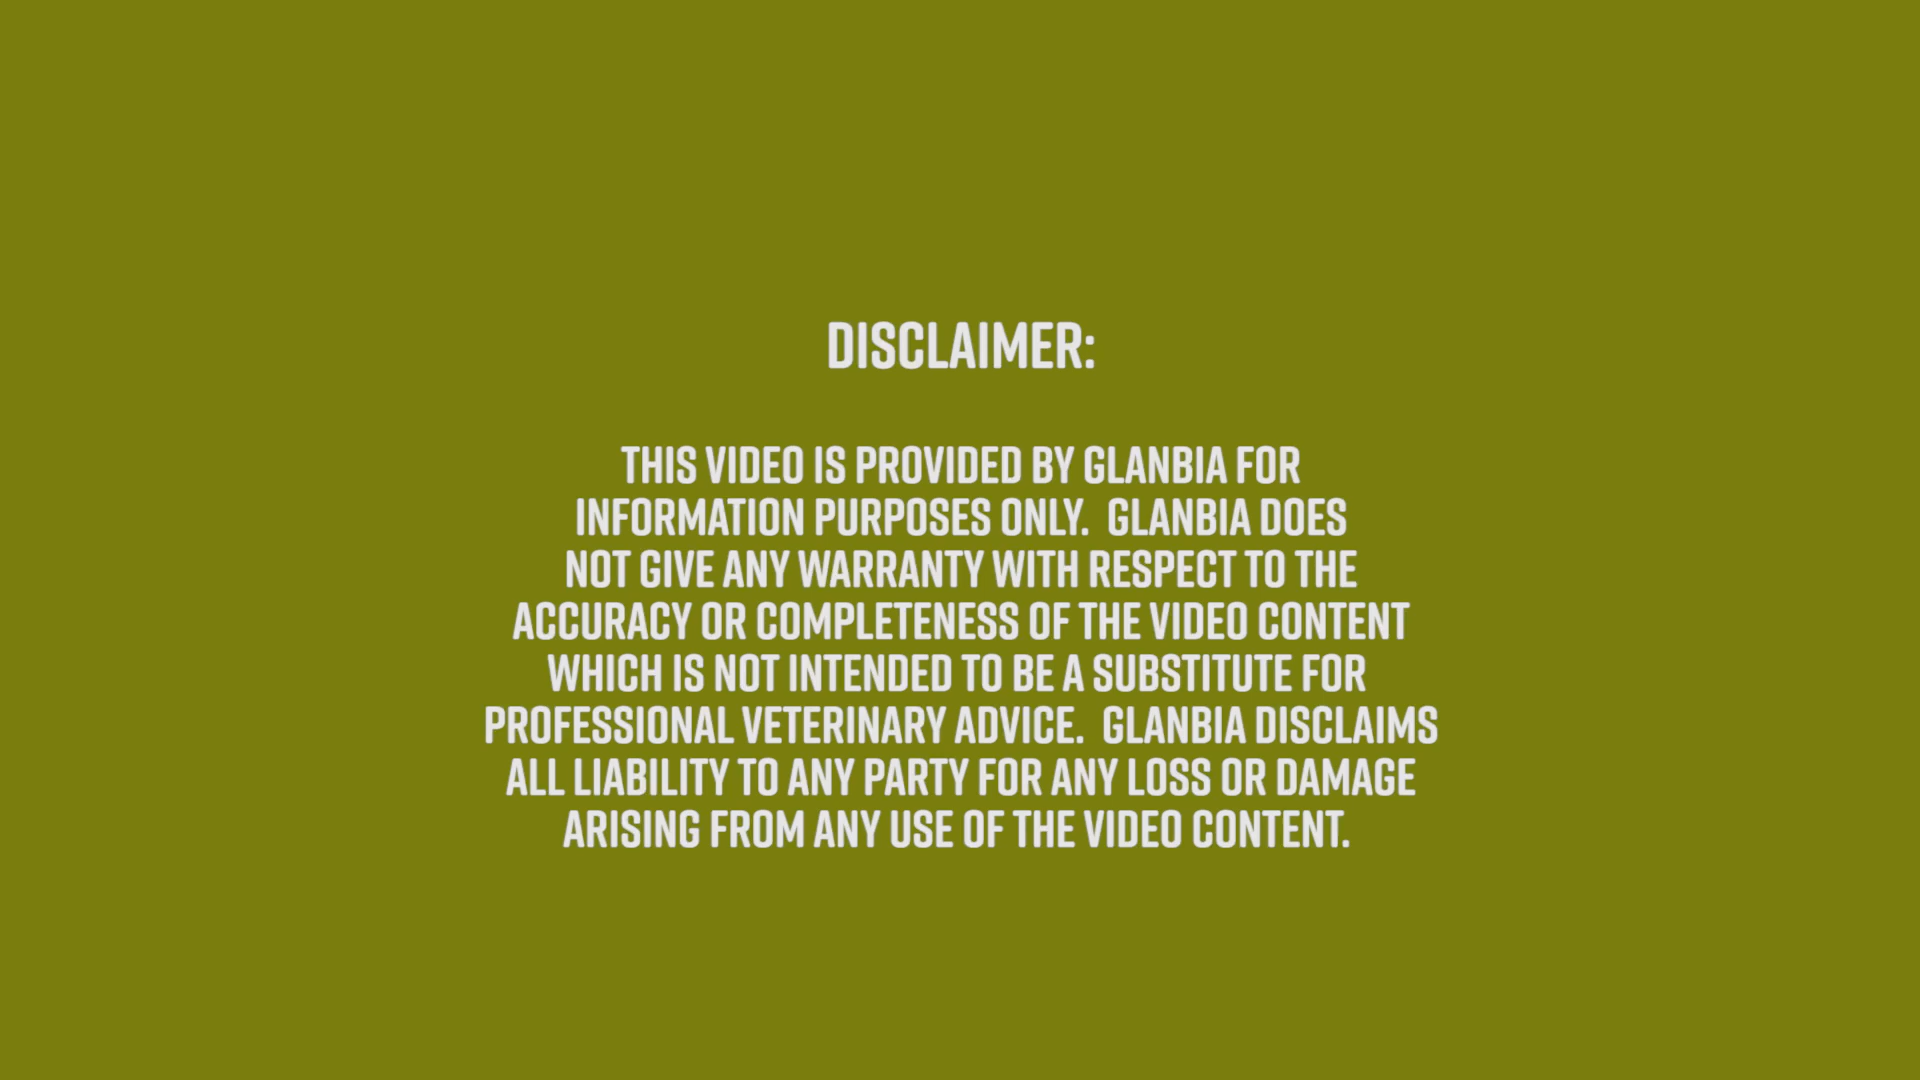 DISCLAIMER:
THIS VIDEO IS PROVIDED BY GLANBIA FOR
INFORMATION PURPOSES ONLY. GLANBIA DOES
NOT GIVE ANY WARRANTY WITH RESPECT TO THE
ACCURACY OR COMPLETENESS OF THE VIDEO CONTENT
WHICH IS NOT INTENDED TO BE A SUBSTITUTE FOR
PROFESSIONAL VETERINARY ADVICE. GLANBIA DISCLAIMS
ALL LIABILITY TO ANY PARTY FOR ANY LOSS OR DAMAGE
ARISING FROM ANY USE OF THE VIDEO CONTENT.